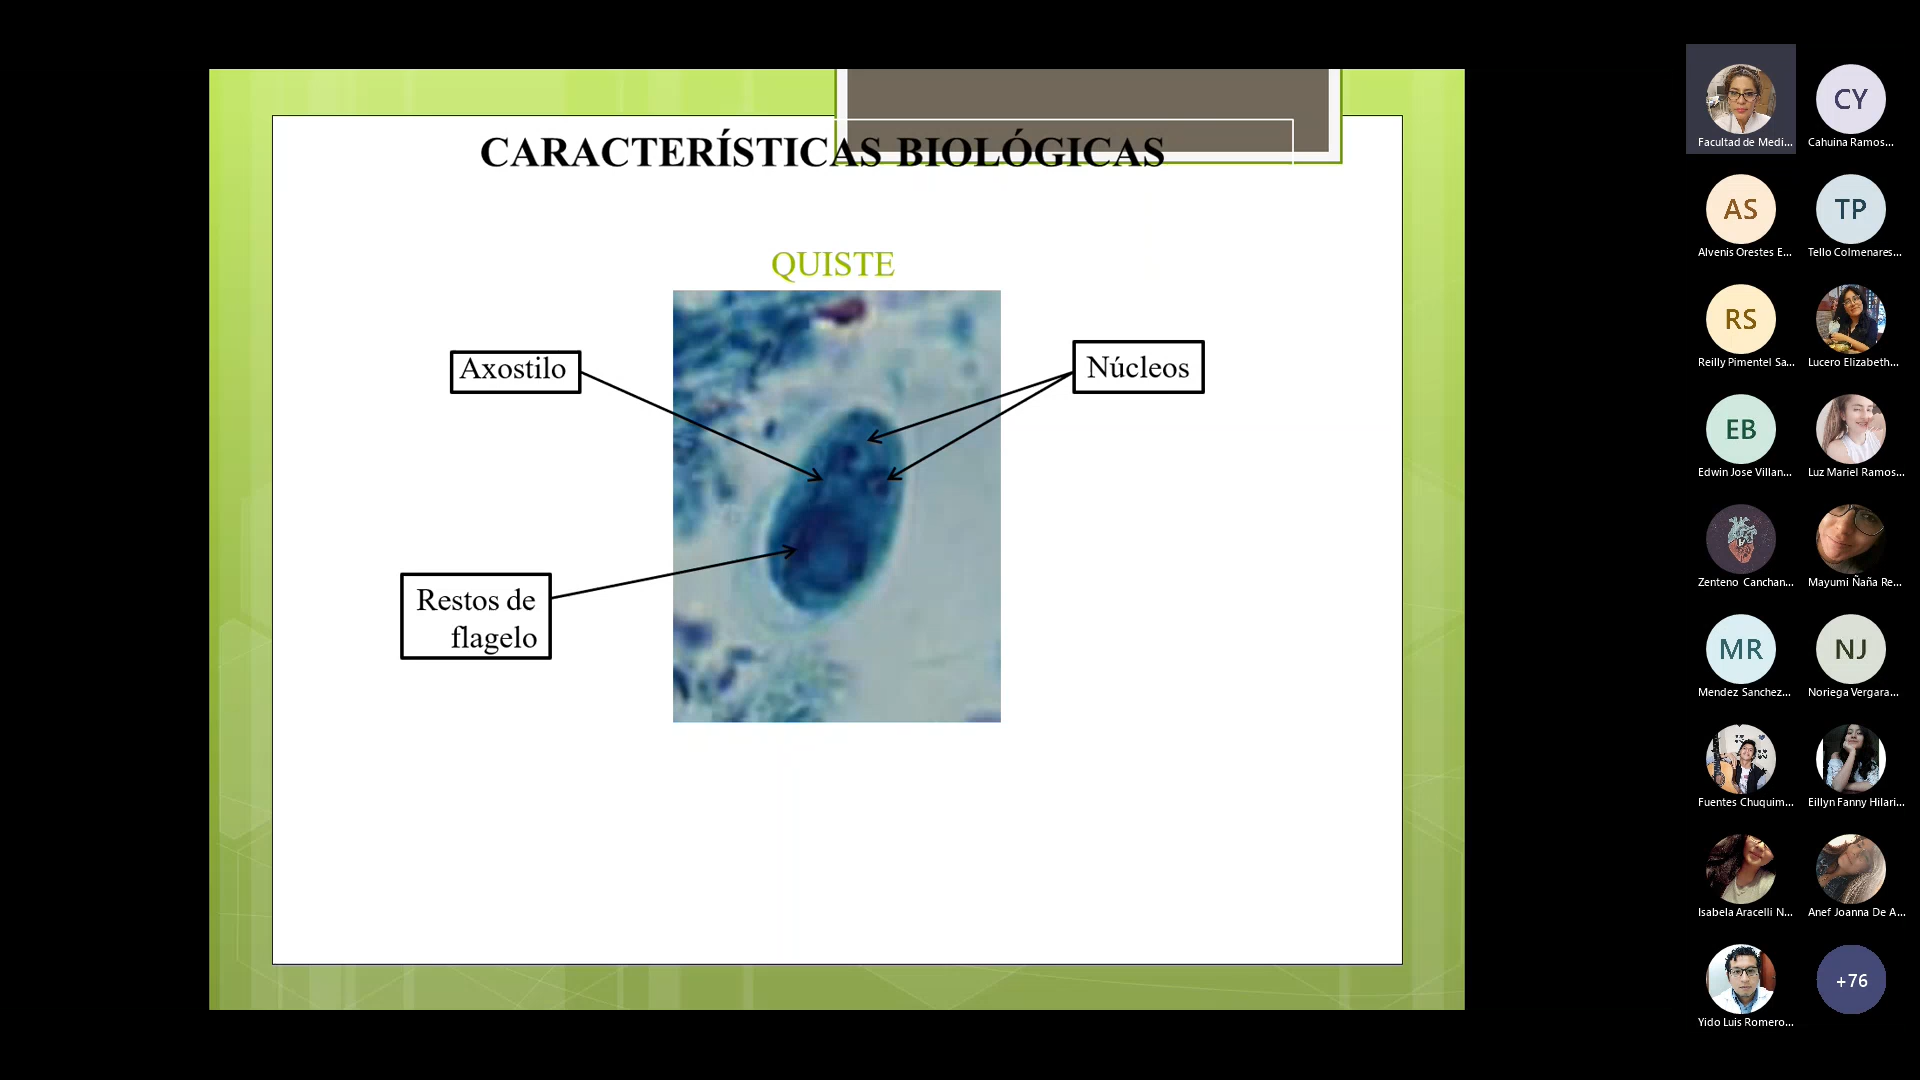 CARACTERÍSTICAS BIOLÓGICAS
QUISTE
Axostilo
Núcleos
Restos de
flagelo
Facultad de Medi...
CY
Cahuina Ramos...
AS
Alvenis Orestes E...
TP
Tello Colmenares...
RS
Reilly Pimentel Sa...
Lucero Elizabeth...
EB
Edwin Jose Villan...
Luz Mariel Ramos...
Zenteno Canchan...
Mayumi Ñaña Re...
MR
Mendez Sanchez...
NJ
Noriega Vergara...
Fuentes Chuquim...
Eillyn Fanny Hilari...
Isabela Aracelli N...
Anef Joanna De A...
Yido Luis Romero...
+76